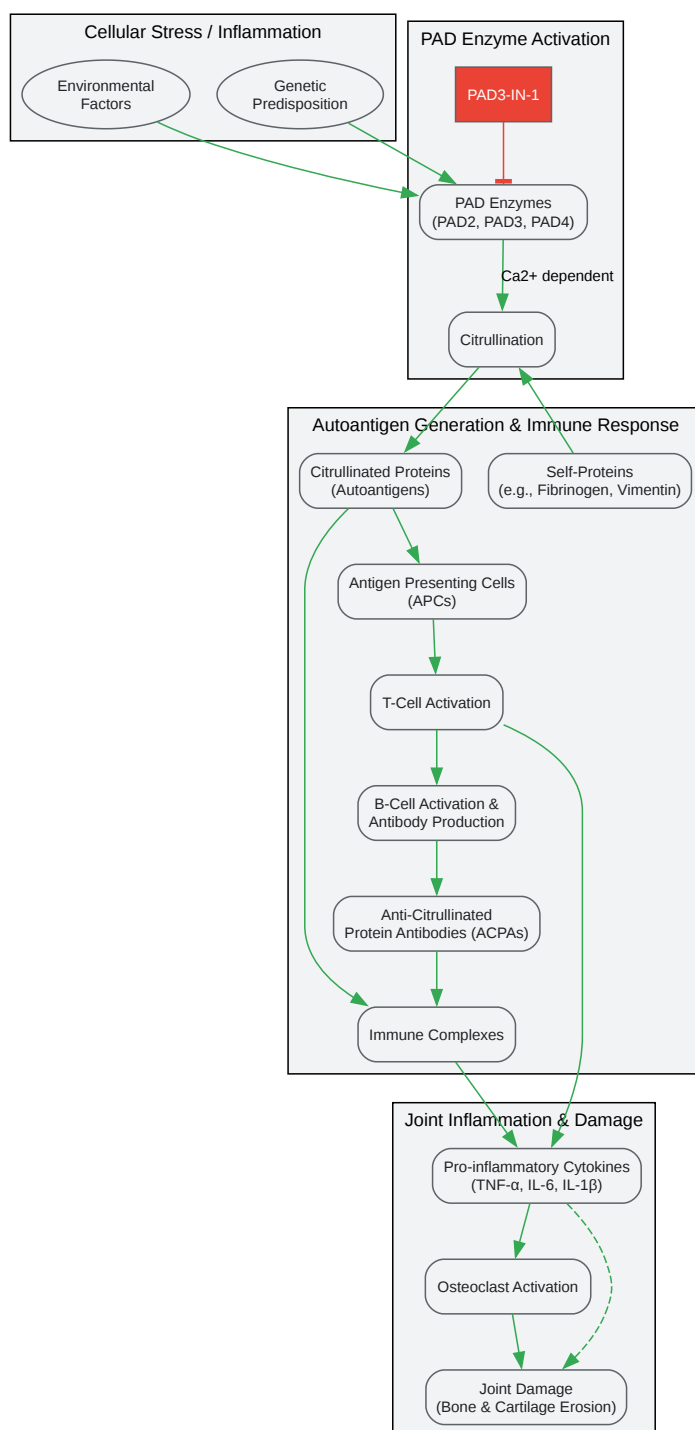 Cellular Stress / Inflammation
Environmental
Factors
Genetic
Predisposition
PAD Enzyme Activation
PAD3-IN-1
PAD Enzymes
(PAD2, PAD3, PAD4)
Ca2+ dependent
Citrullination
Autoantigen Generation & Immune Response
Citrullinated Proteins
(Autoantigens)
Self-Proteins
(e.g., Fibrinogen, Vimentin)
Antigen Presenting Cells
(APCs)
T-Cell Activation
B-Cell Activation &
Antibody Production
Anti-Citrullinated
Protein Antibodies (ACPAs)
Immune Complexes
Joint Inflammation & Damage
Pro-inflammatory Cytokines
(TNF-α, IL-6, IL-1β)
Osteoclast Activation
Joint Damage
(Bone & Cartilage Erosion)